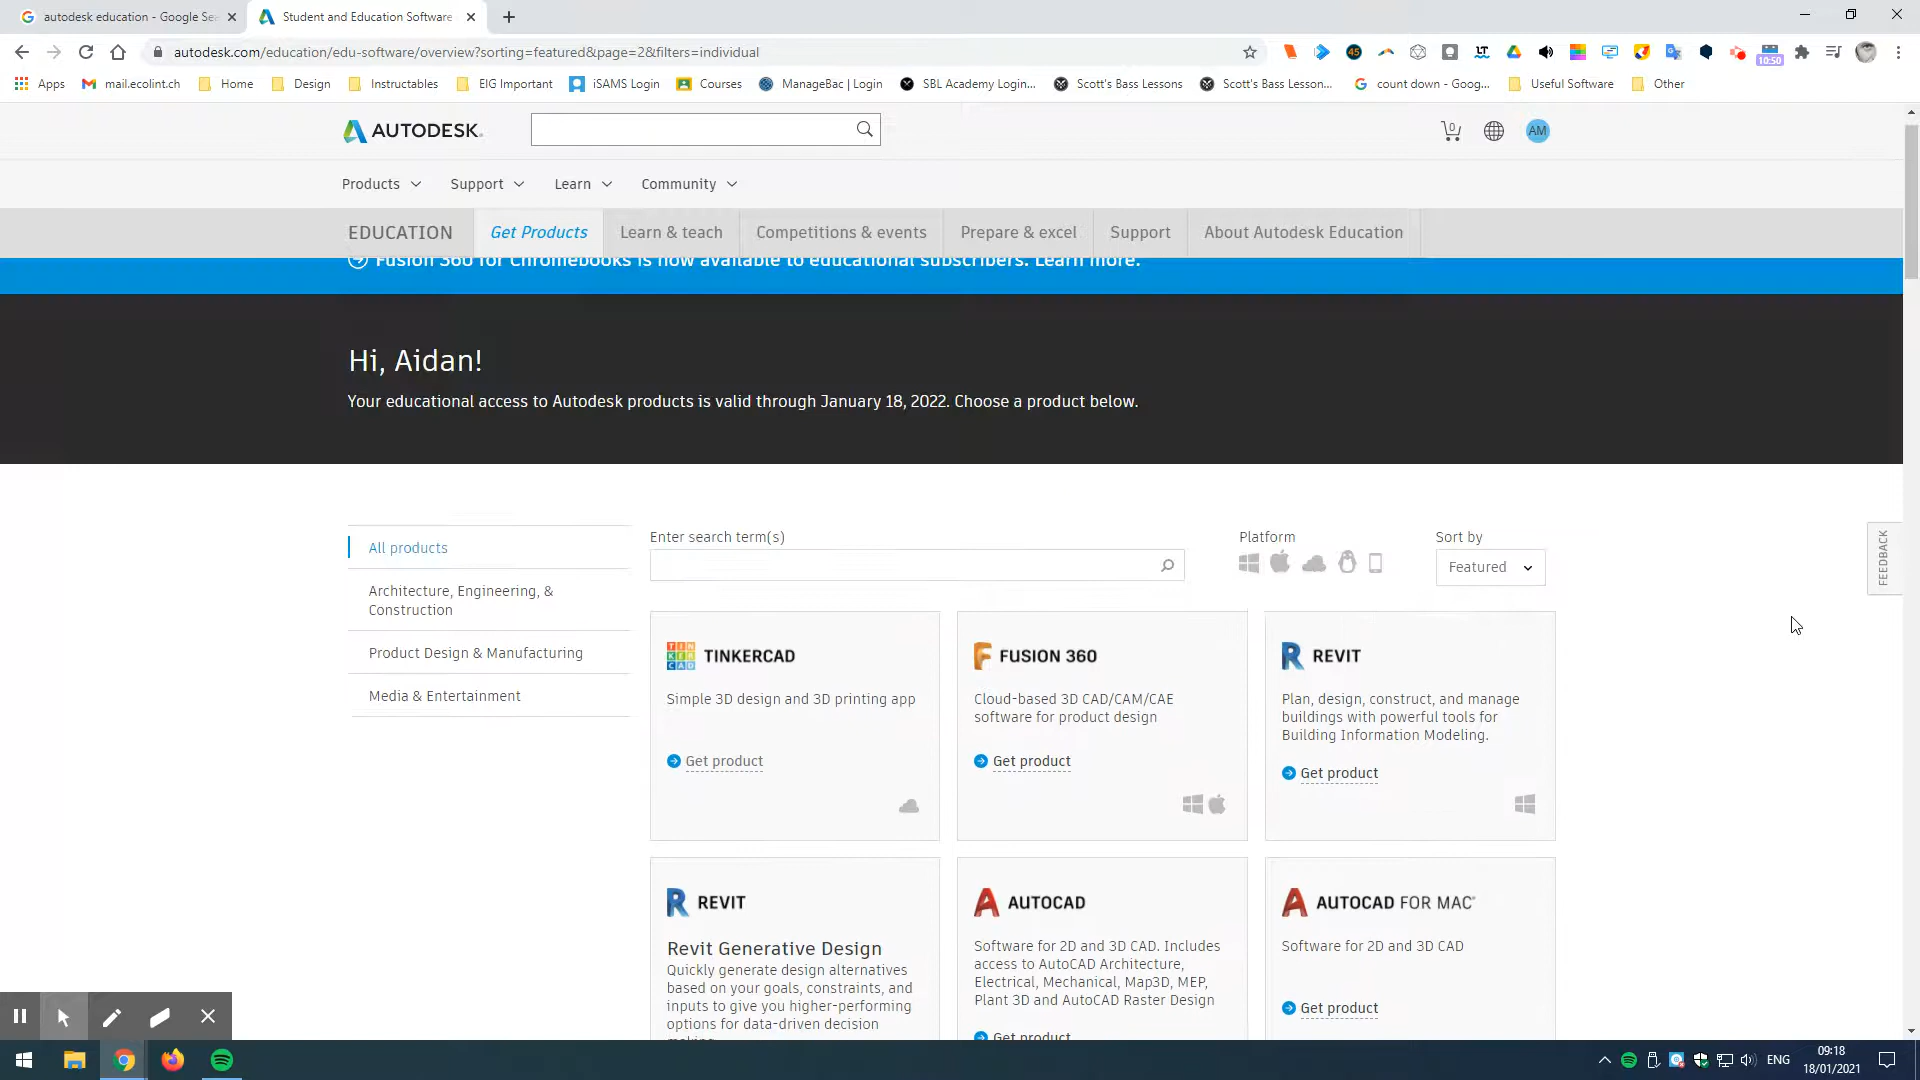 autodesk education - Google Sea
Student and Education Software
autodesk.com/education/edu-software/overview?sorting=featured&page=2&filters=individual
45
LT
10:50
Apps
mail.ecolint.ch
Home
Design
Instructables
EIG Important
iSAMS Login
Courses
ManageBac | Login
SBL Academy Login...
Scott's Bass Lessons
Scott's Bass Lesson...
count down - Goog...
Useful Software
Other
AUTODESK.
0
AM
Products
Support
Learn
Community
EDUCATION
Get Products
Learn & teach
Competitions & events
Prepare & excel
Support
About Autodesk Education
Fusion 360 for Chromebooks is now available to educational subscribers. Learn more.
Hi, Aidan!
Your educational access to Autodesk products is valid through January 18, 2022. Choose a product below.
All products
Architecture, Engineering, &
Construction
Product Design & Manufacturing
Media & Entertainment
Enter search term(s)
Platform
Sort by
Featured
FEEDBACK
TINKERCAD
TINKERCAD
Simple 3D design and 3D printing app
Get product
F FUSION 360
Cloud-based 3D CAD/CAM/CAE
software for product design
Get product
R REVIT
Plan, design, construct, and manage
buildings with powerful tools for
Building Information Modeling.
Get product
R REVIT
Revit Generative Design
Quickly generate design alternatives
based on your goals, constraints, and
inputs to give you higher-performing
options for data-driven decision
making.
A AUTOCAD
Software for 2D and 3D CAD. Includes
access to AutoCAD Architecture,
Electrical, Mechanical, Map3D, MEP,
Plant 3D and AutoCAD Raster Design
Get product
A AUTOCAD FOR MAC®
Software for 2D and 3D CAD
Get product
ENG
09:18
18/01/2021